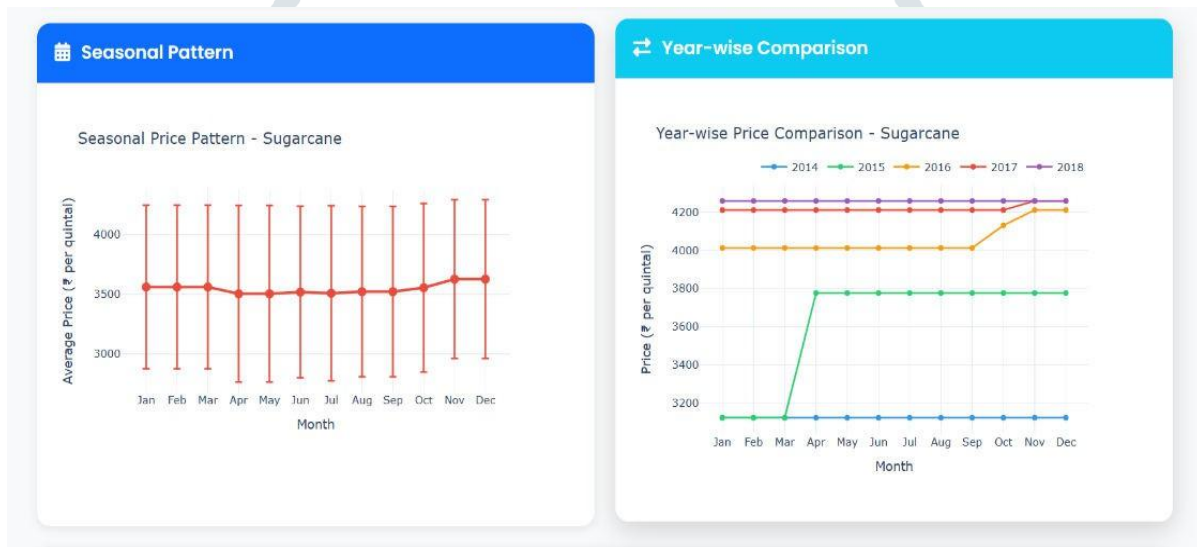 Seasonal Pattern
Seasonal Price Pattern - Sugarcane
Average Price (₹ per quintal)
4000
3500
3000
Jan Feb Mar Apr May Jun Jul Aug Sep Oct Nov Dec
Month
Year-wise Comparison
Year-wise Price Comparison - Sugarcane
2014 2015 2016 2017 2018
Price (₹ per quintal)
4200
4000
3800
3600
3400
3200
Jan Feb Mar Apr May Jun Jul Aug Sep Oct Nov Dec
Month